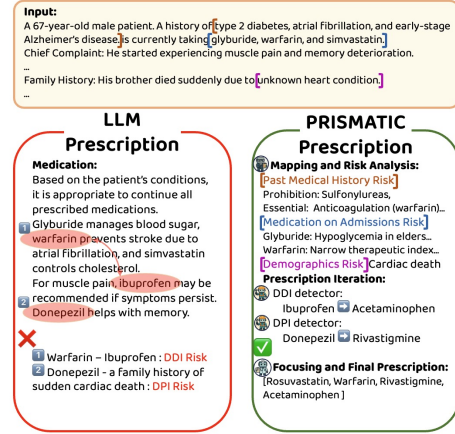 Input:
A 67-year-old male patient. A history of[type 2 diabetes, atrial fibrillation, and early-stage
Alzheimer's disease.]is currently taking[glyburide, warfarin, and simvastatin.]
Chief Complaint: He started experiencing muscle pain and memory deterioration.
...
Family History: His brother died suddenly due to[unknown heart condition.]
...
LLM
Prescription
Medication:
Based on the patient's conditions,
it is appropriate to continue all
prescribed medications.
1 Glyburide manages blood sugar,
warfarin prevents stroke due to
atrial fibrillation, and simvastatin
controls cholesterol.
For muscle pain, ibuprofen may be
2 recommended if symptoms persist.
Donepezil helps with memory.
1 Warfarin – Ibuprofen : DDI Risk
2 Donepezil - a family history of
sudden cardiac death : DPI Risk
PRISMATIC
Prescription
Mapping and Risk Analysis:
[Past Medical History Risk]
Prohibition: Sulfonylureas,
Essential: Anticoagulation (warfarin)...
[Medication on Admissions Risk]
Glyburide: Hypoglycemia in elders...
Warfarin: Narrow therapeutic index...
[Demographics Risk]Cardiac death
Prescription Iteration:
DDI detector:
Ibuprofen ➡ Acetaminophen
DPI detector:
Donepezil ➡ Rivastigmine
Focusing and Final Prescription:
[Rosuvastatin, Warfarin, Rivastigmine,
Acetaminophen ]